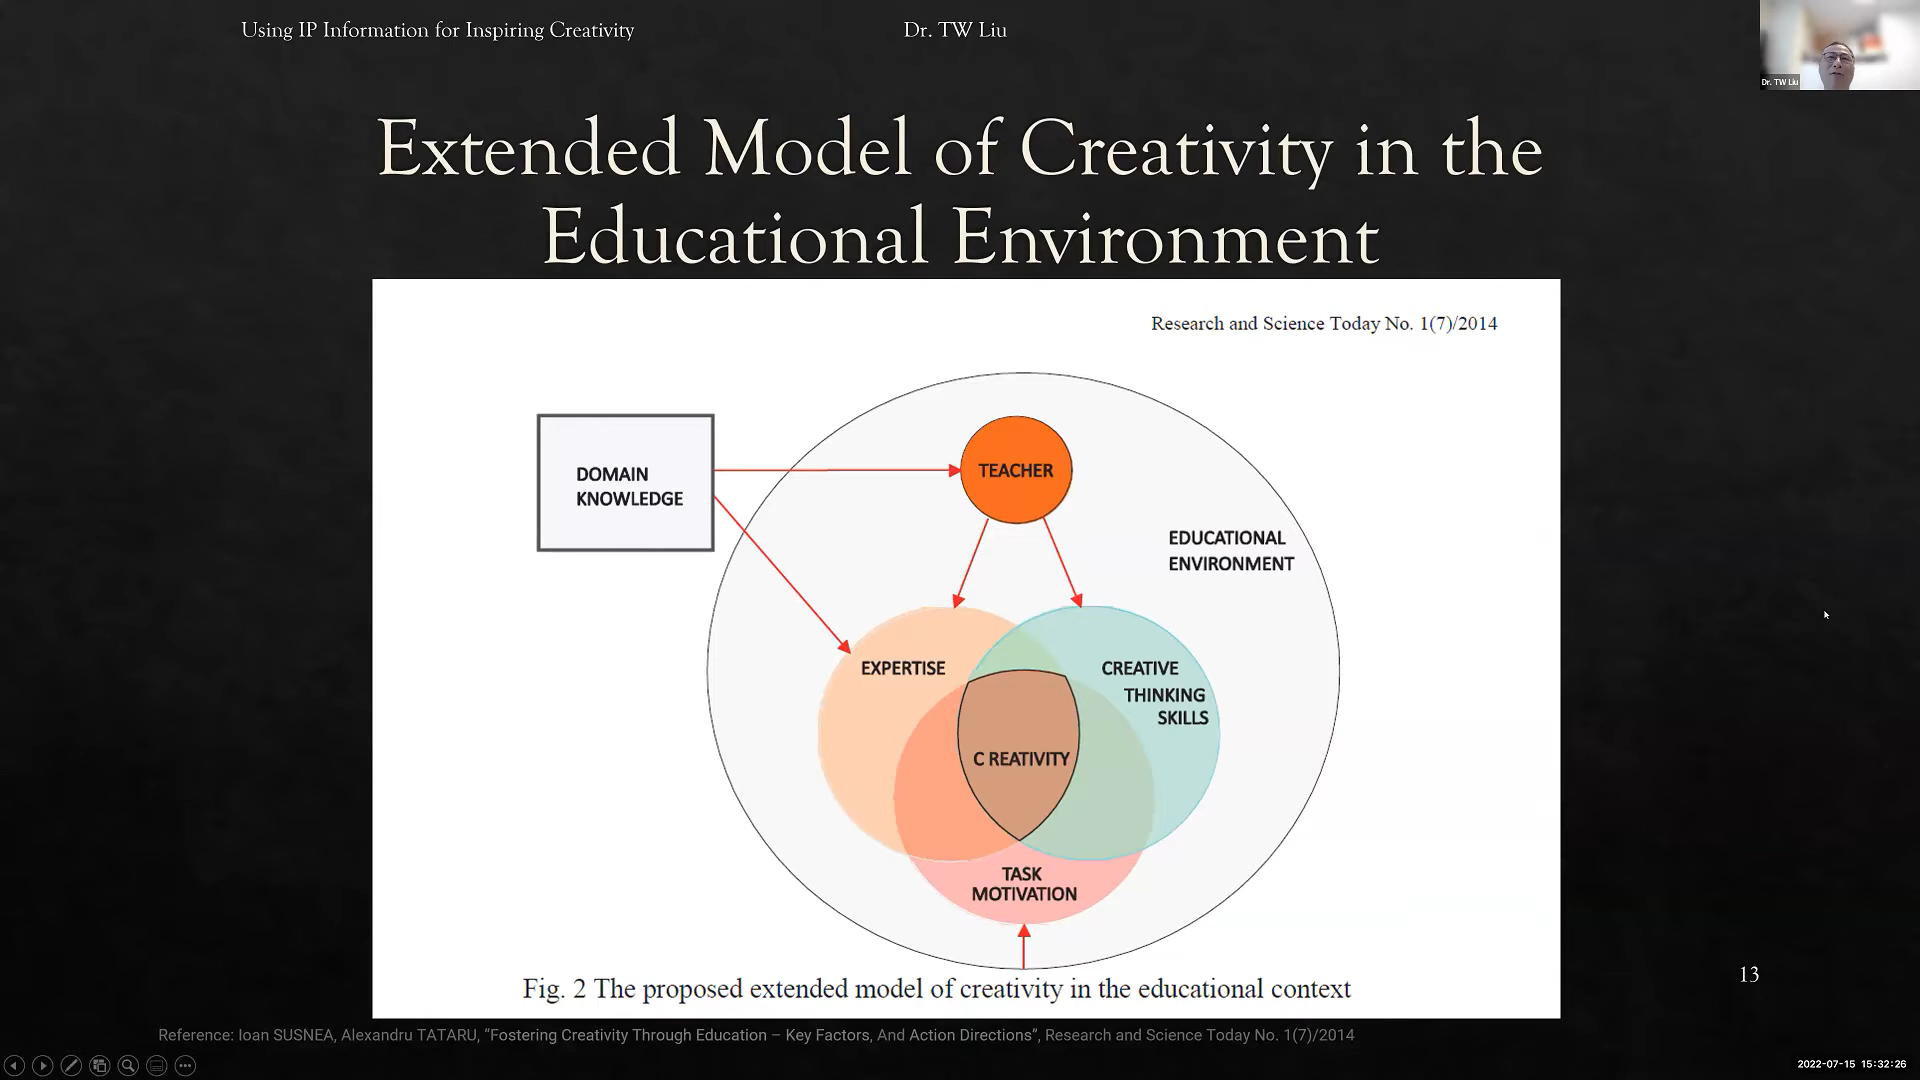 Using IP Information for Inspiring Creativity
Dr. TW Liu
Dr. TW Liu
Extended Model of Creativity in the
Educational Environment
Research and Science Today No. 1(7)/2014
DOMAIN
KNOWLEDGE
TEACHER
EDUCATIONAL
ENVIRONMENT
EXPERTISE
CREATIVE
THINKING
SKILLS
C REATIVITY
TASK
MOTIVATION
Fig. 2 The proposed extended model of creativity in the educational context
13
Reference: Ioan SUSNEA, Alexandru TATARU, “Fostering Creativity Through Education – Key Factors, And Action Directions”, Research and Science Today No. 1(7)/2014
2022-07-15 15:32:26